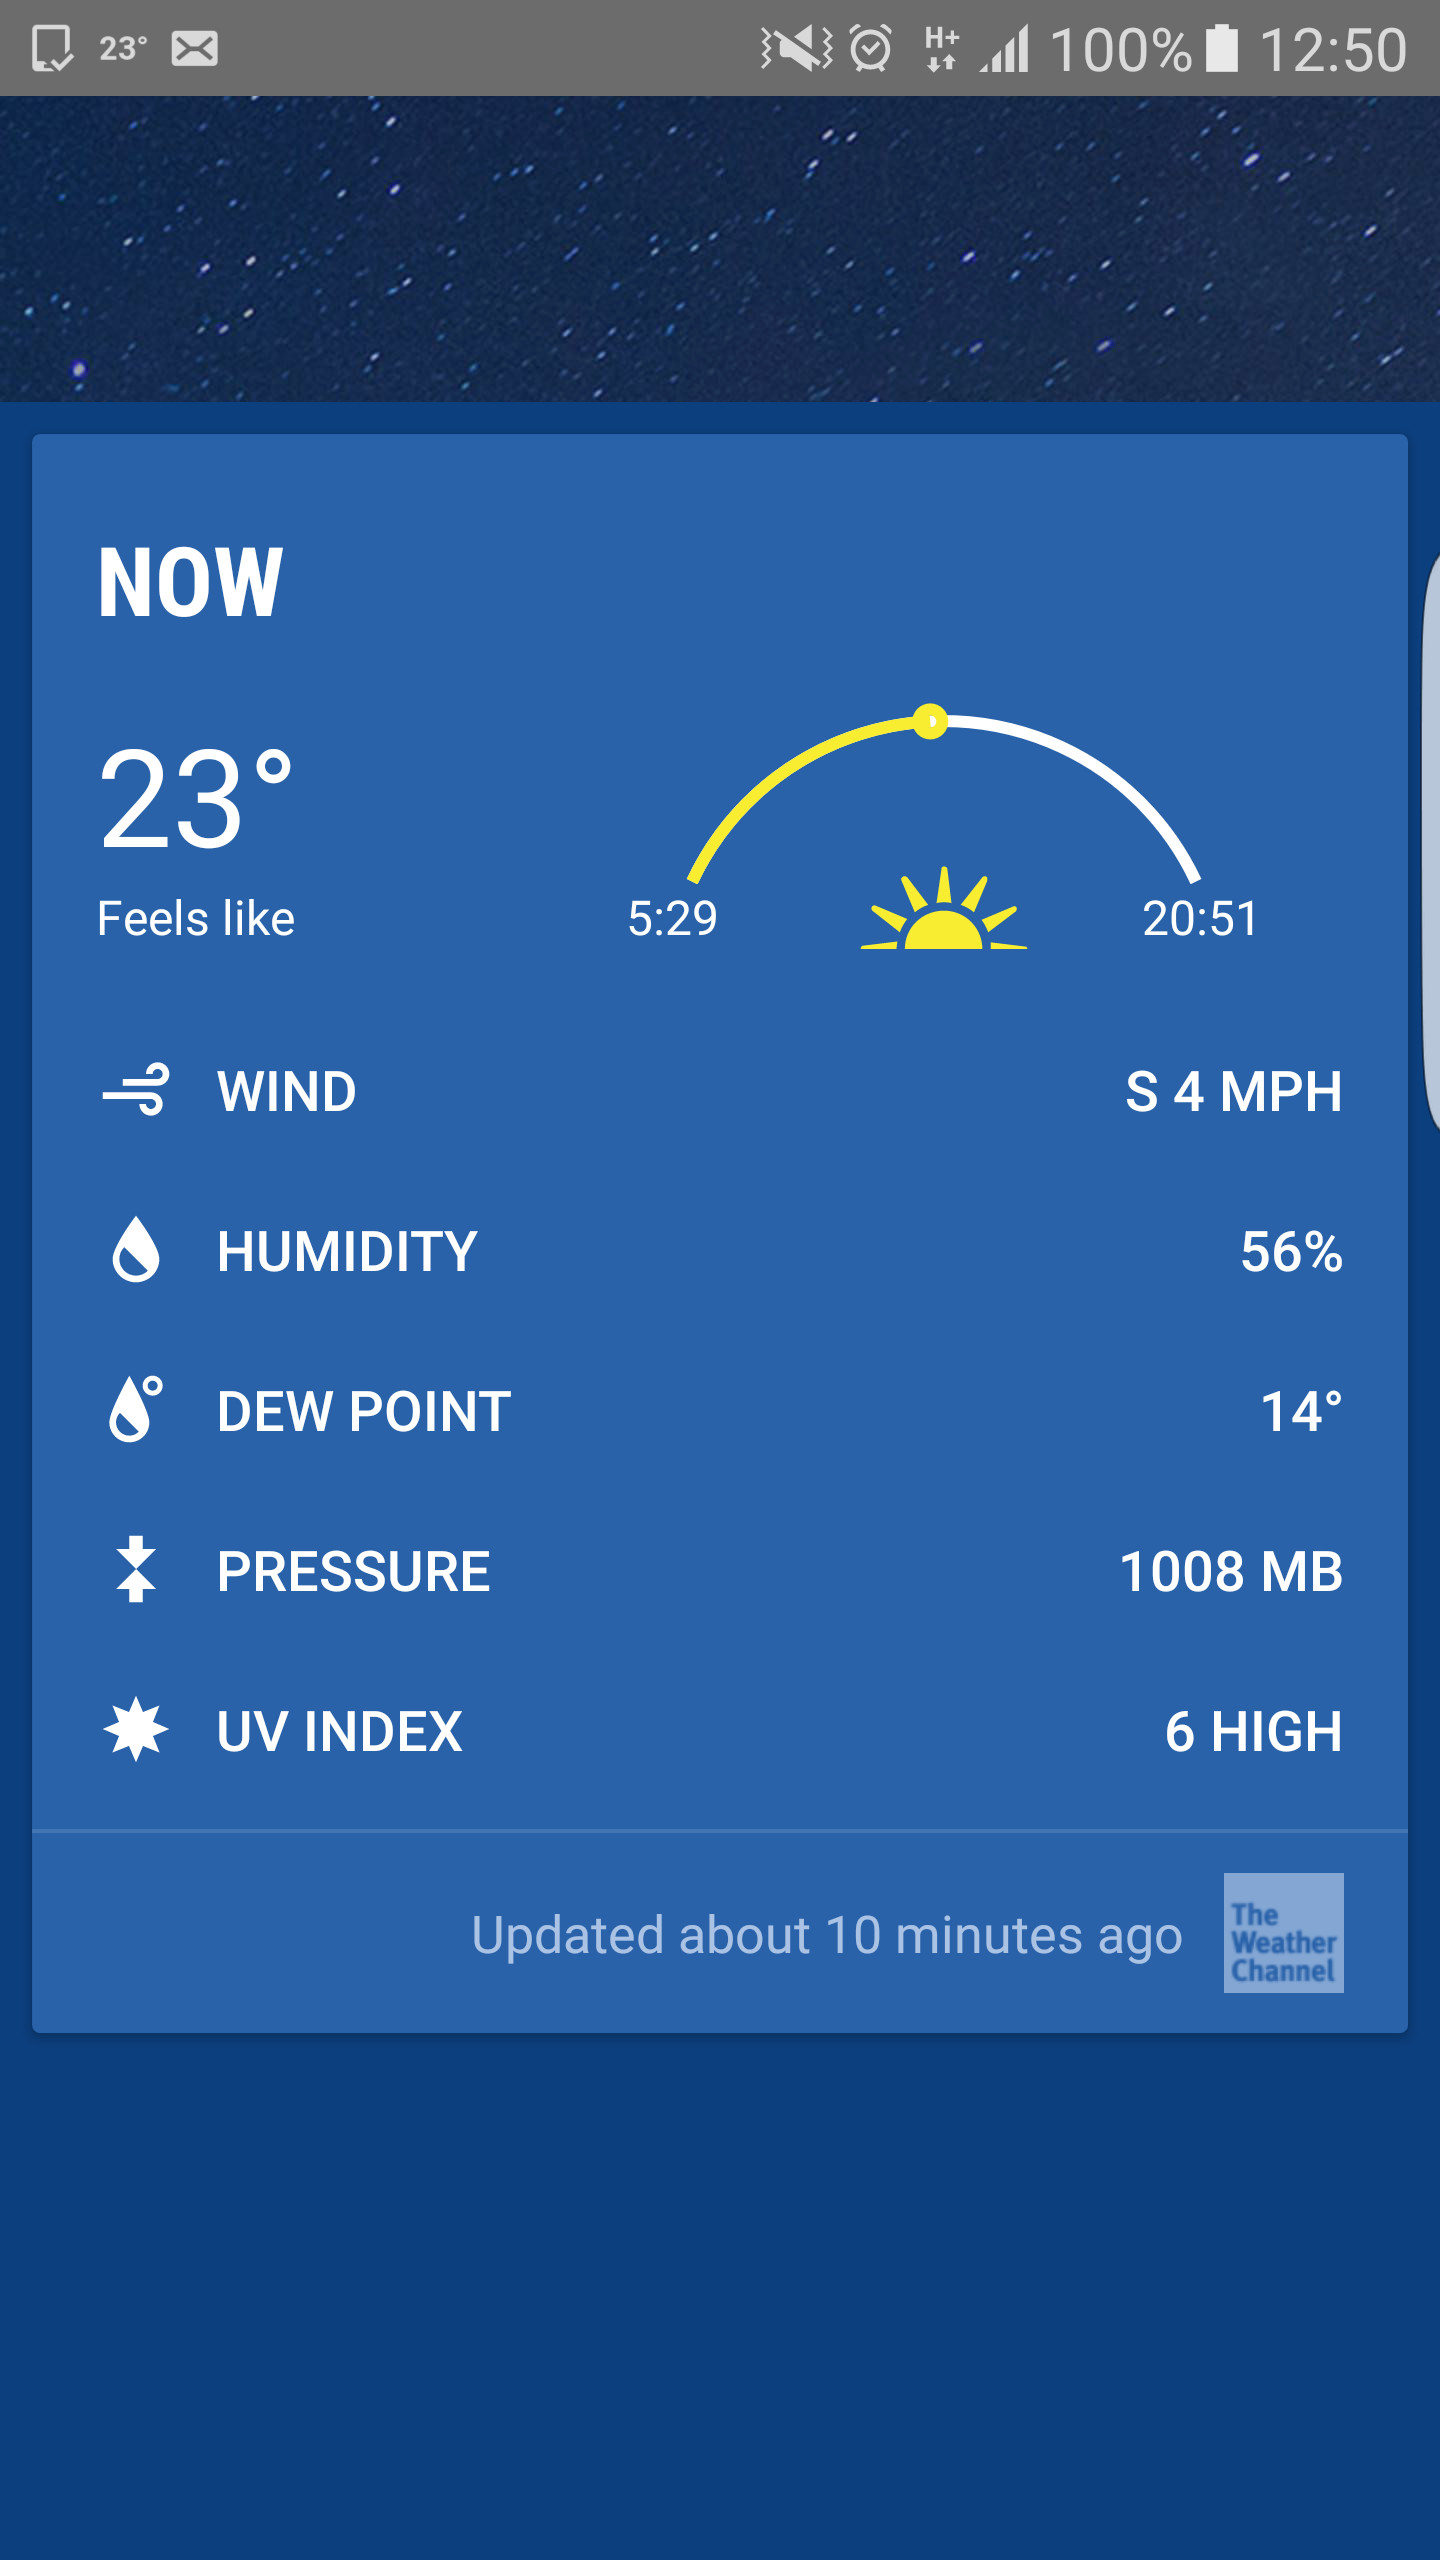 23° H+ 100% 12:50
NOW
23°
Feels like
5:29 20:51
WIND S 4 MPH
HUMIDITY 56%
DEW POINT 14°
PRESSURE 1008 MB
UV INDEX 6 HIGH
Updated about 10 minutes ago
The
Weather
Channel